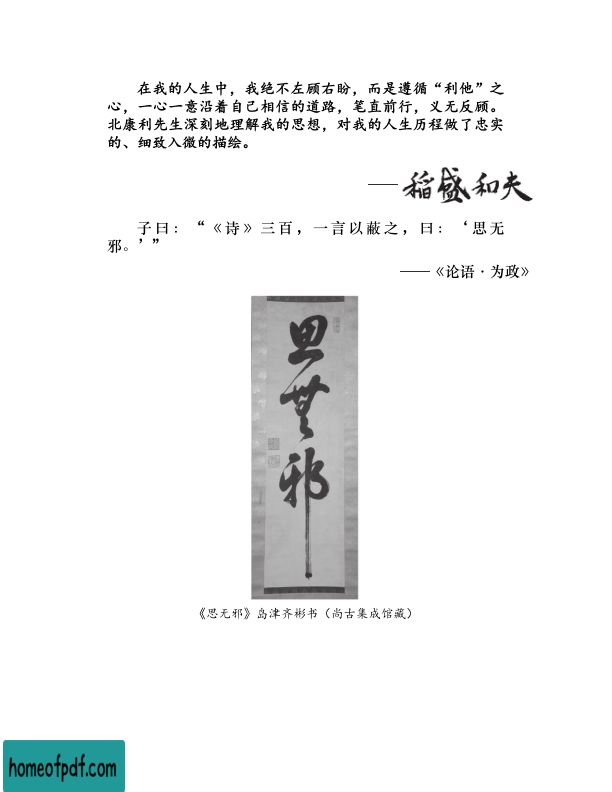 在我的人生中，我绝不左顾右盼，而是遵循“利他”之
心，一心一意沿着自己相信的道路，笔直前行，义无反顾。
北康利先生深刻地理解我的思想，对我的人生历程做了忠实
的、细致入微的描绘。
——稻盛和夫
子曰：“《诗》三百，一言以蔽之，曰：‘思无
邪。’”
——《论语·为政》
思無邪
《思无邪》岛津齐彬书（尚古集成馆藏）
homeofpdf.com